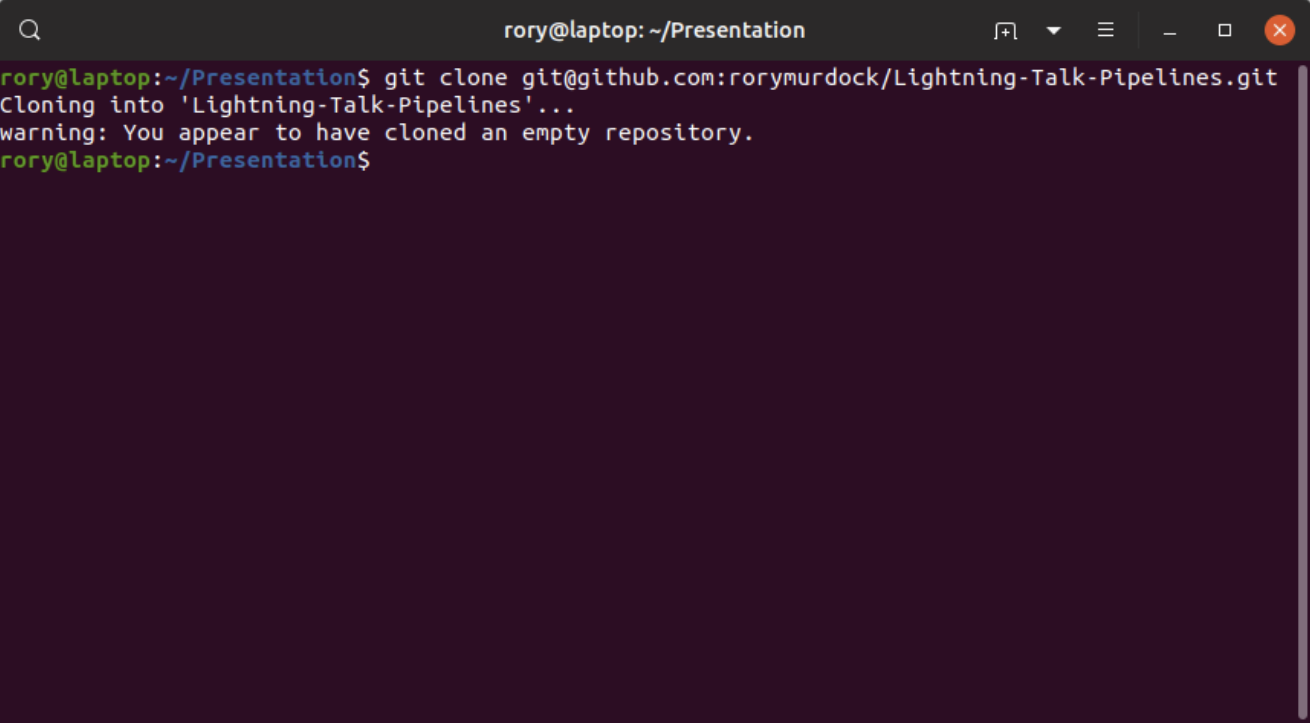 rory@laptop: ~/Presentation
rory@laptop:~/Presentation$ git clone git@github.com:rorymurdock/Lightning-Talk-Pipelines.git
Cloning into 'Lightning-Talk-Pipelines'...
warning: You appear to have cloned an empty repository.
rory@laptop:~/Presentation$